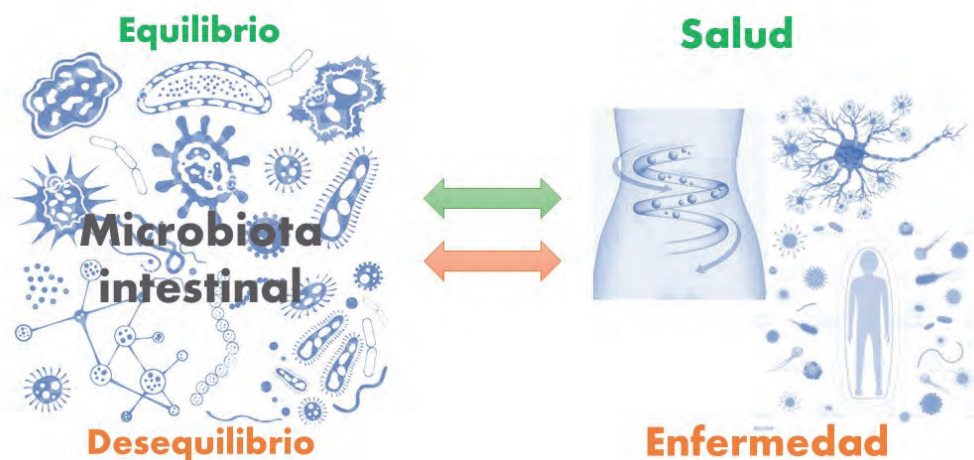 Equilibrio
Salud
Microbiota
intestinal
Desequilibrio
Enfermedad